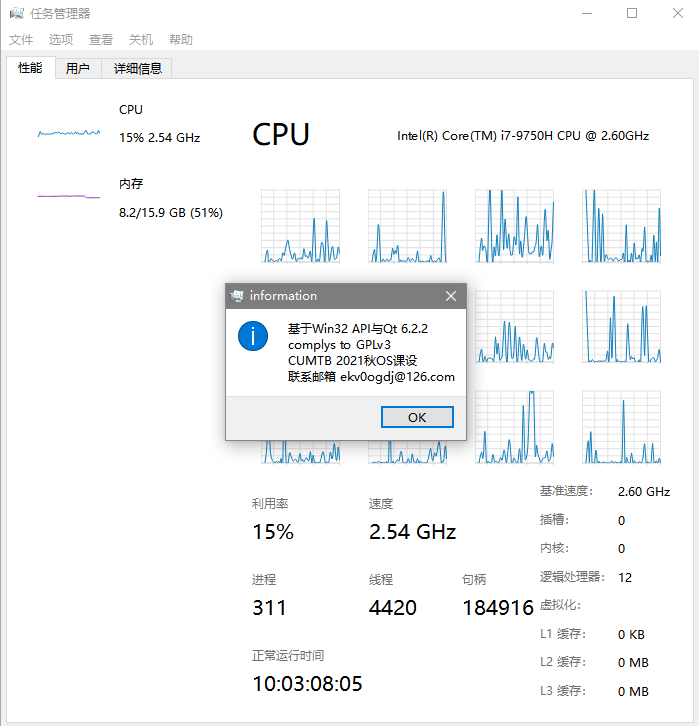 任务管理器
文件 选项 查看 关机 帮助
性能 用户 详细信息
CPU
15% 2.54 GHz
内存
8.2/15.9 GB (51%)
CPU
Intel(R) Core(TM) i7-9750H CPU @ 2.60GHz
information
基于Win32 API与Qt 6.2.2
complys to GPLv3
CUMTB 2021秋OS课设
联系邮箱 ekv0ogdj@126.com
OK
利用率 速度
15% 2.54 GHz
进程 线程 句柄
311 4420 184916
正常运行时间
10:03:08:05
基准速度: 2.60 GHz
插槽: 0
内核: 0
逻辑处理器: 12
虚拟化:
L1 缓存: 0 KB
L2 缓存: 0 MB
L3 缓存: 0 MB